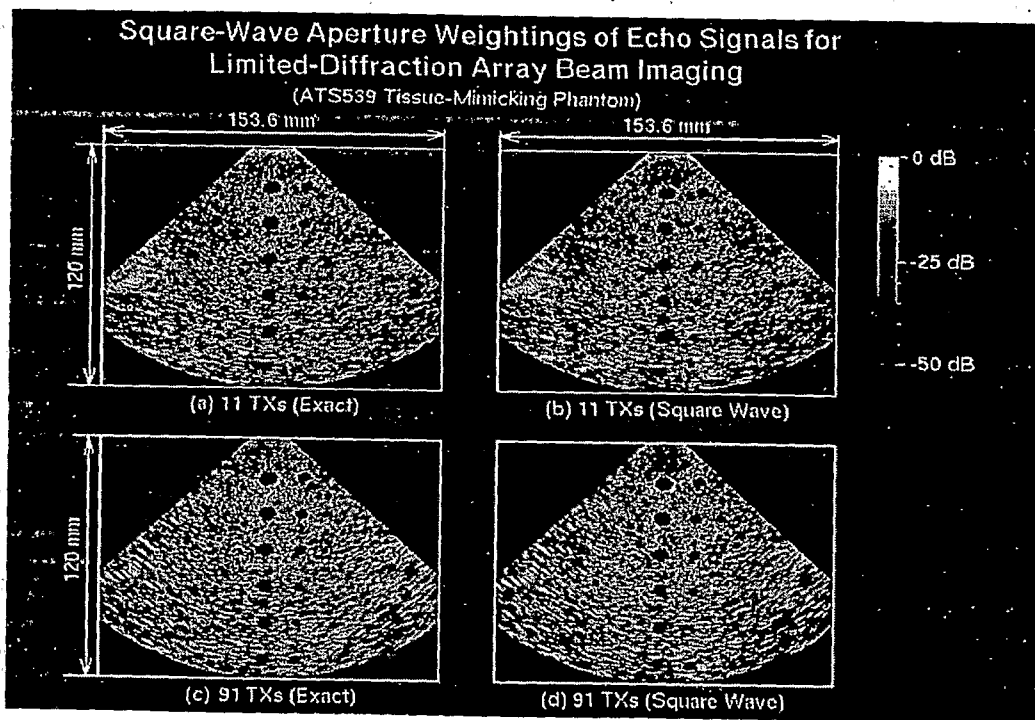 Square-Wave Aperture Weightings of Echo Signals for
Limited-Diffraction Array Beam Imaging
(ATS539 Tissue-Mimicking Phantom)
153.6 mm
153.6 mm
120 mm
0 dB
-25 dB
-50 dB
(a) 11 TXs (Exact)
(b) 11 TXs (Square Wave)
120 mm
(c) 91 TXs (Exact)
(d) 91 TXs (Square Wave)